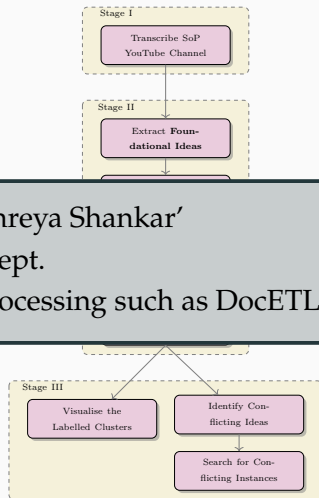 Stage I
Transcribe SoP
YouTube Channel
Stage II
Extract Foun-
dational Ideas
Shreya Shankar’
ept.
ocessing such as DocETL
Stage III
Visualise the
Labelled Clusters
Identify Con-
flicting Ideas
Search for Con-
flicting Instances